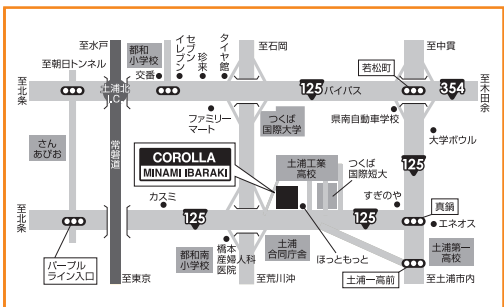 至水戸
至朝日トンネル
都和
小学校
交番
セブン
イレブン
珍来
タイヤ館
至石岡
至中貫
若松町
至北条
土浦北
I.C.
125
バイパス
354
至木田余
ファミリー
マート
つくば
国際大学
県南自動車学校
大学ボウル
さん
あぴお
常磐道
COROLLA
MINAMI IBARAKI
土浦工業
高校
つくば
国際短大
125
カスミ
すぎのや
真鍋
至北条
125
125
エネオス
パープル
ライン入口
都和南
小学校
橋本
産婦人科
医院
土浦
合同庁舎
ほっともっと
土浦第一
高校
土浦一高前
至東京
至荒川沖
至土浦市内